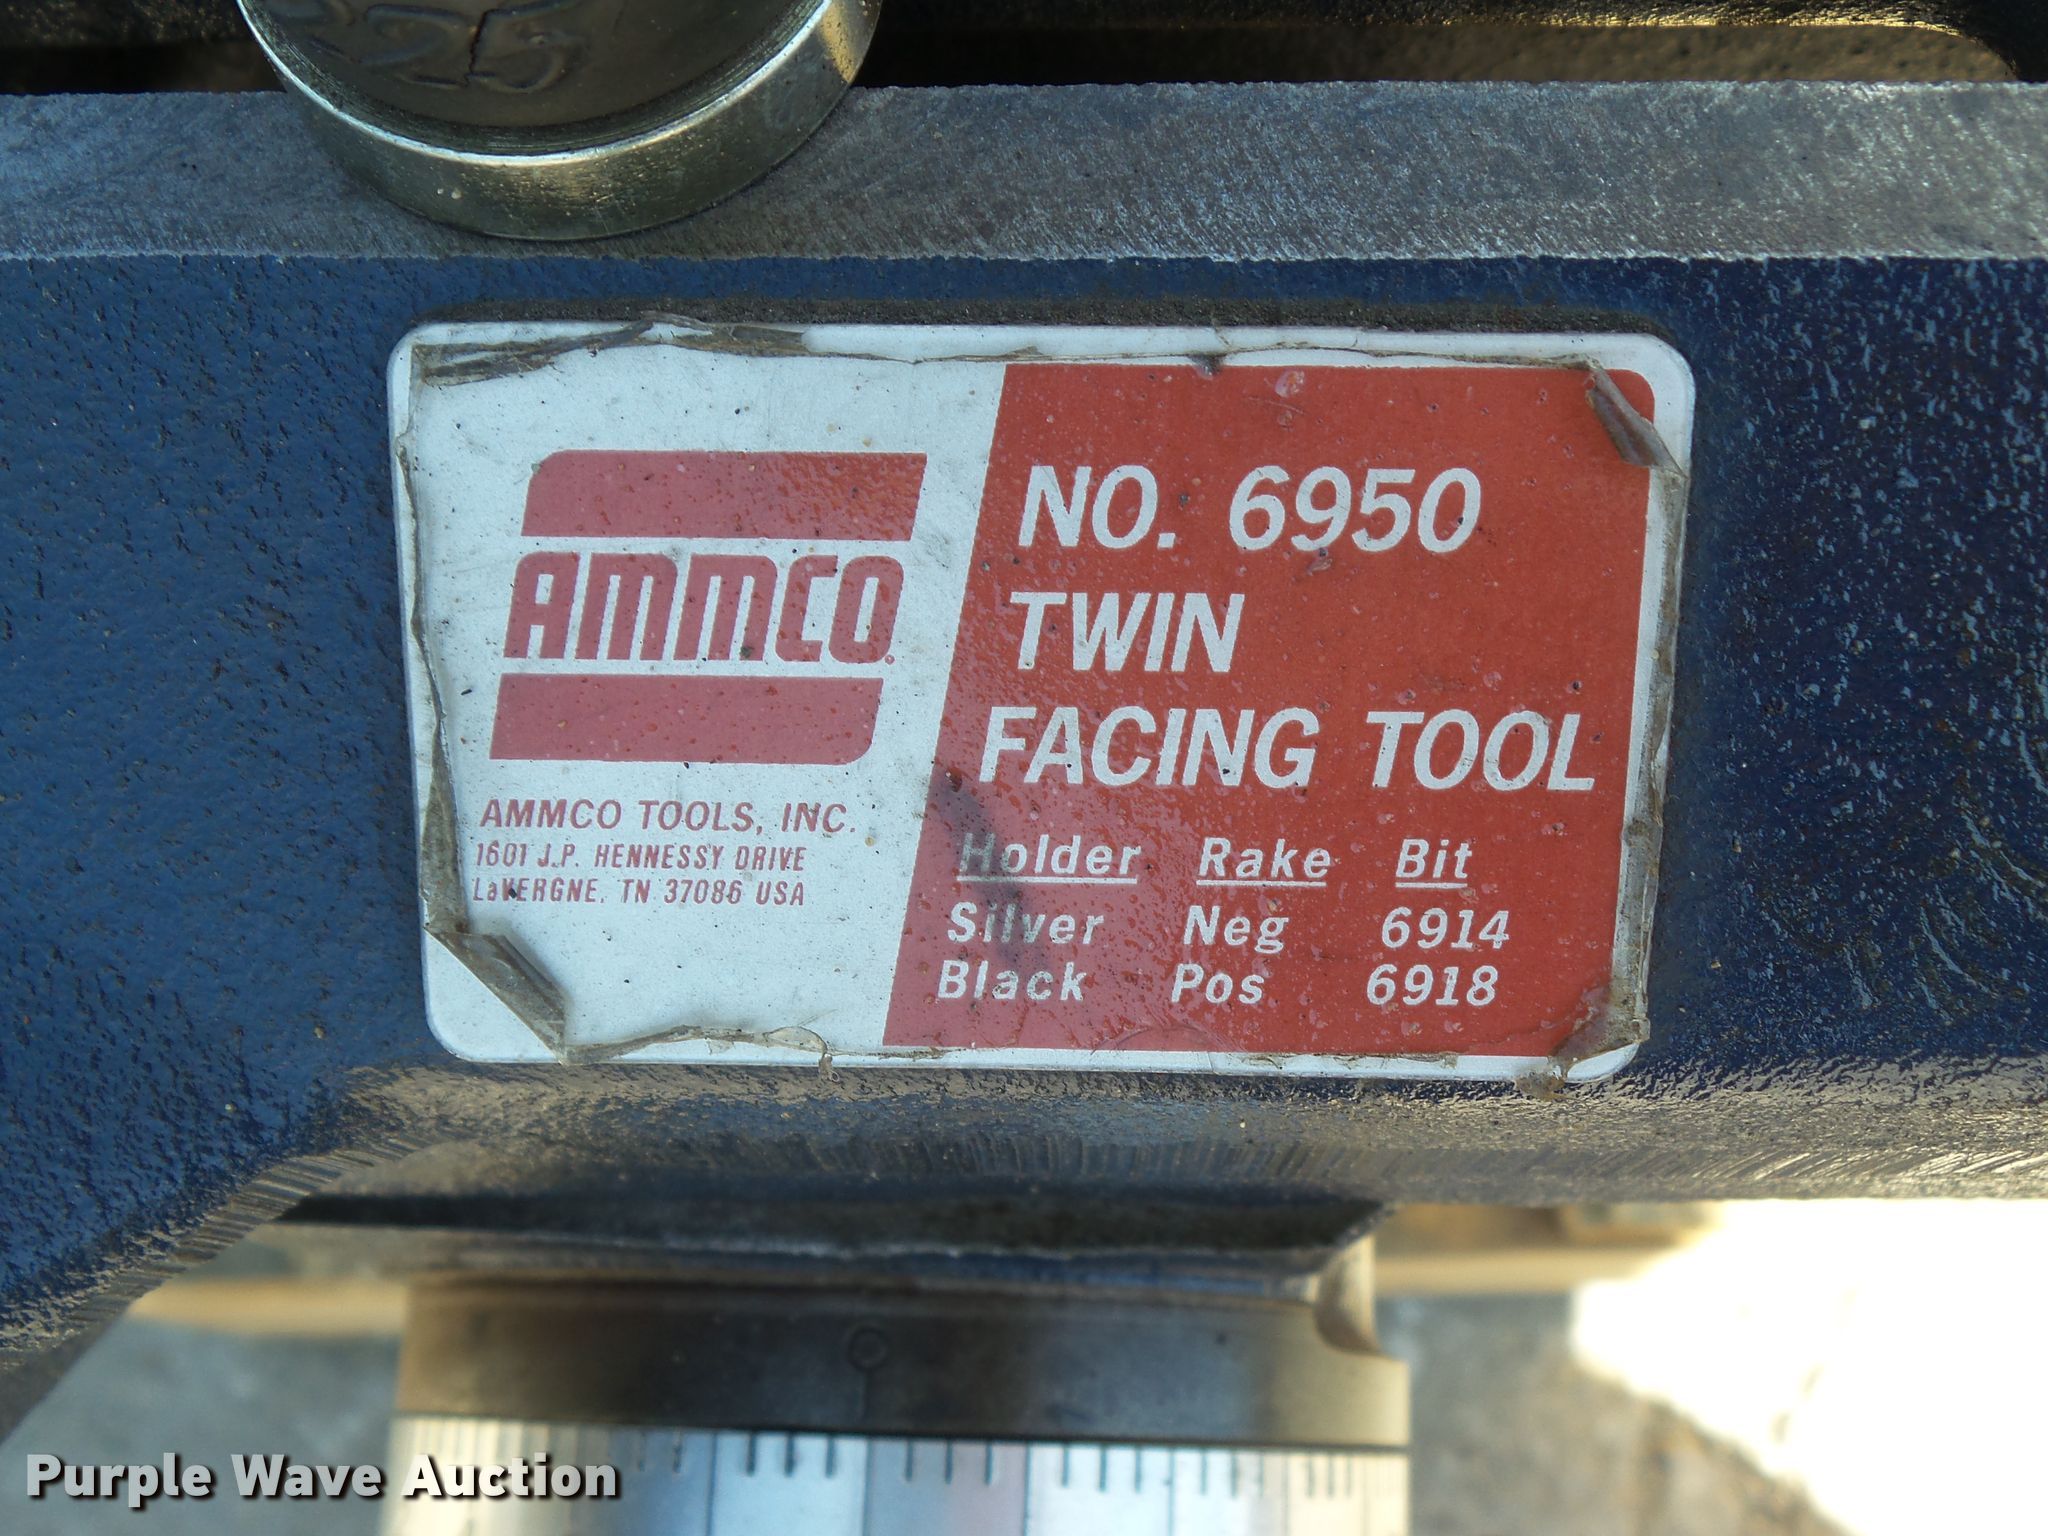 AMMCO
AMMCO TOOLS, INC.
1601 J.P. HENNESSY DRIVE
LaVERGNE, TN 37086 USA
NO. 6950
TWIN
FACING TOOL
Holder Rake Bit
Silver Neg 6914
Black Pos 6918
Purple Wave Auction